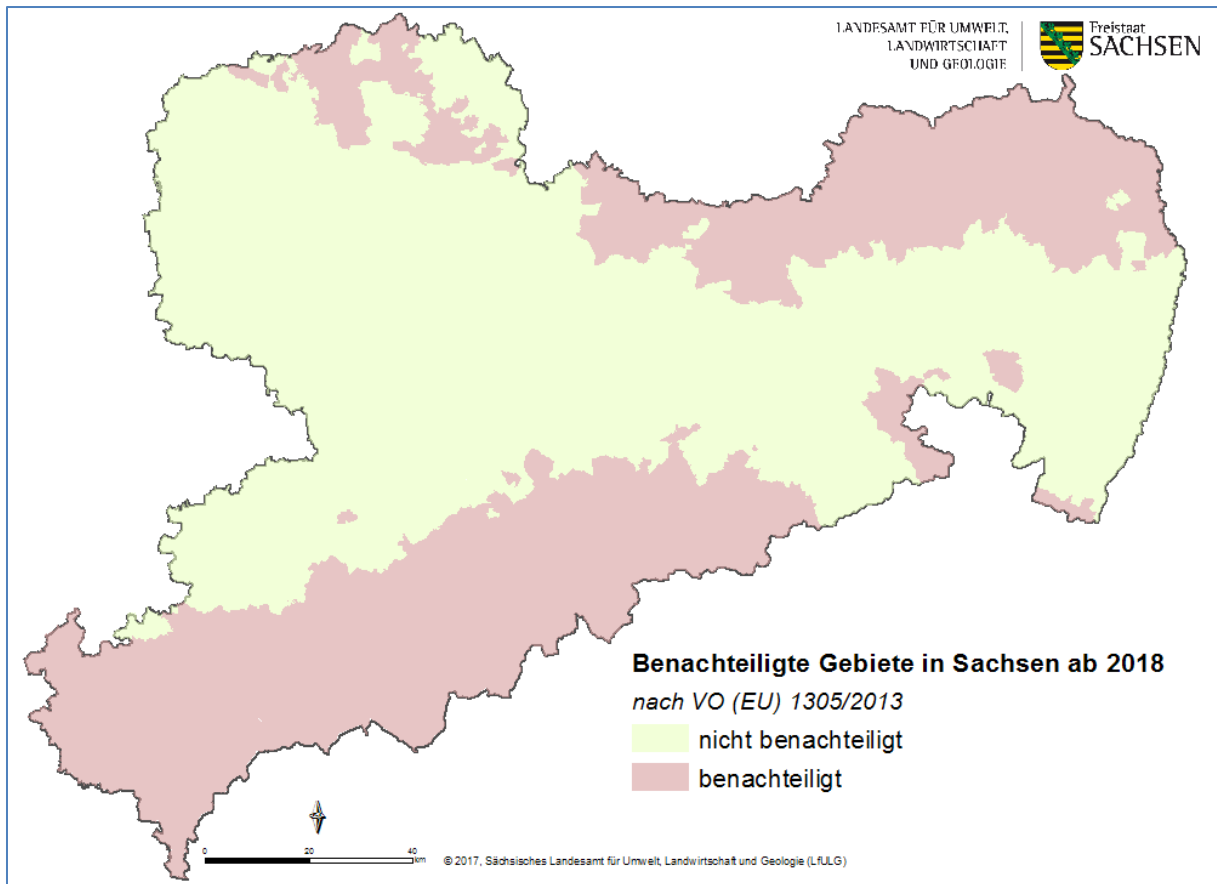 LANDESAMT FÜR UMWELT,
LANDWIRTSCHAFT
UND GEOLOGIE
Freistaat
SACHSEN
Benachteiligte Gebiete in Sachsen ab 2018
nach VO (EU) 1305/2013
nicht benachteiligt
benachteiligt
0 20 40
km
© 2017, Sächsisches Landesamt für Umwelt, Landwirtschaft und Geologie (LfULG)